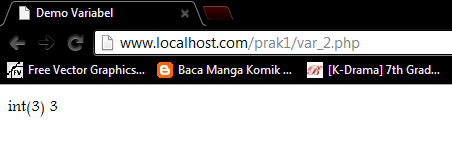 Demo Variabel
www.localhost.com/prak1/var_2.php
Free Vector Graphics... Baca Manga Komik ... [K-Drama] 7th Grad...
int(3) 3